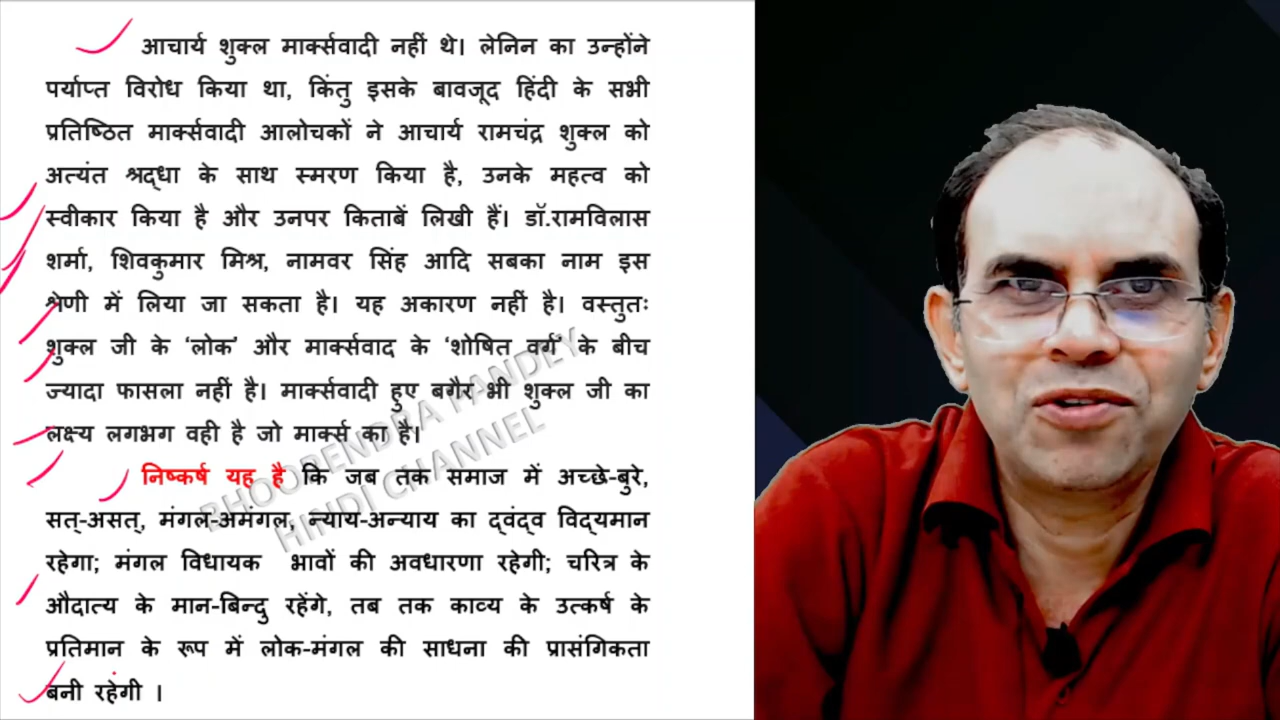 आचार्य शुक्ल मार्क्सवादी नहीं थे। लेनिन का उन्होंने
पर्याप्त विरोध किया था, किंतु इसके बावजूद हिंदी के सभी
प्रतिष्ठित मार्क्सवादी आलोचकों ने आचार्य रामचंद्र शुक्ल को
अत्यंत श्रद्धा के साथ स्मरण किया है, उनके महत्व को
स्वीकार किया है और उनपर किताबें लिखी हैं। डॉ.रामविलास
शर्मा, शिवकुमार मिश्र, नामवर सिंह आदि सबका नाम इस
श्रेणी में लिया जा सकता है। यह अकारण नहीं है। वस्तुतः
शुक्ल जी के ‘लोक’ और मार्क्सवाद के ‘शोषित वर्ग’ के बीच
ज्यादा फासला नहीं है। मार्क्सवादी हुए बगैर भी शुक्ल जी का
लक्ष्य लगभग वही है जो मार्क्स का है।
निष्कर्ष यह है कि जब तक समाज में अच्छे-बुरे,
सत्-असत्, मंगल-अमंगल, न्याय-अन्याय का द्वंद्व विद्यमान
रहेगा; मंगल विधायक भावों की अवधारणा रहेगी; चरित्र के
औदात्य के मान-बिन्दु रहेंगे, तब तक काव्य के उत्कर्ष के
प्रतिमान के रूप में लोक-मंगल की साधना की प्रासंगिकता
बनी रहेगी ।
BHOOPENDRA PANDEY
HINDI CHANNEL